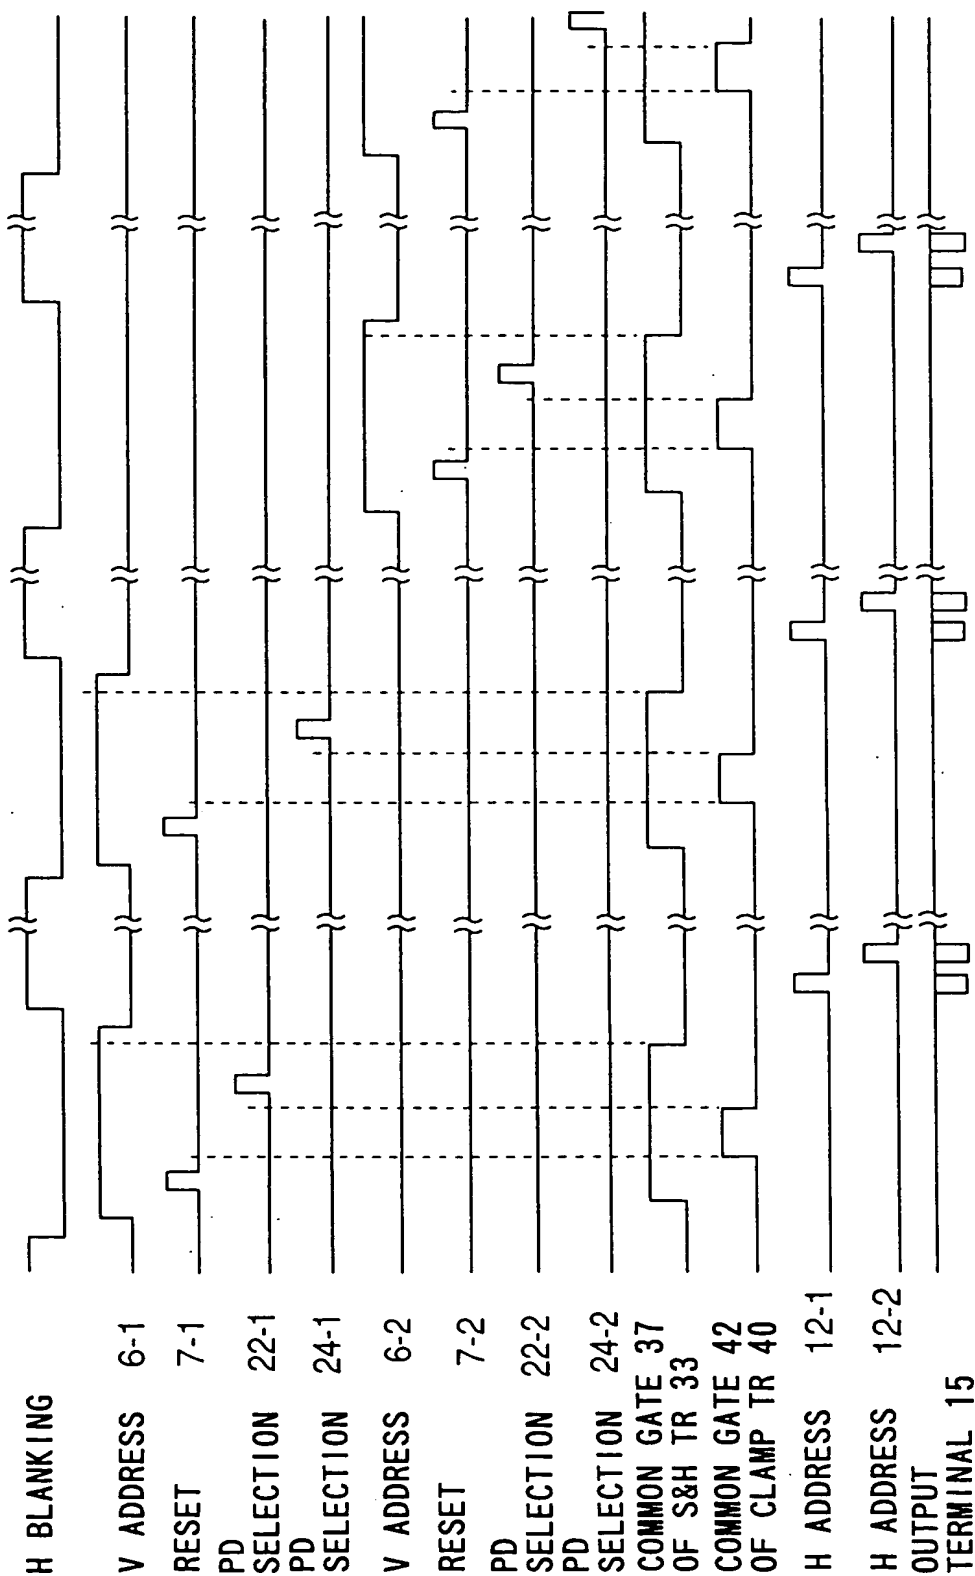 H BLANKING
V ADDRESS 6-1
RESET 7-1
PD
SELECTION 22-1
PD
SELECTION 24-1
V ADDRESS 6-2
RESET 7-2
PD
SELECTION 22-2
PD
SELECTION 24-2
COMMON GATE 37
OF S&H TR 33
COMMON GATE 42
OF CLAMP TR 40
H ADDRESS 12-1
H ADDRESS 12-2
OUTPUT
TERMINAL 15